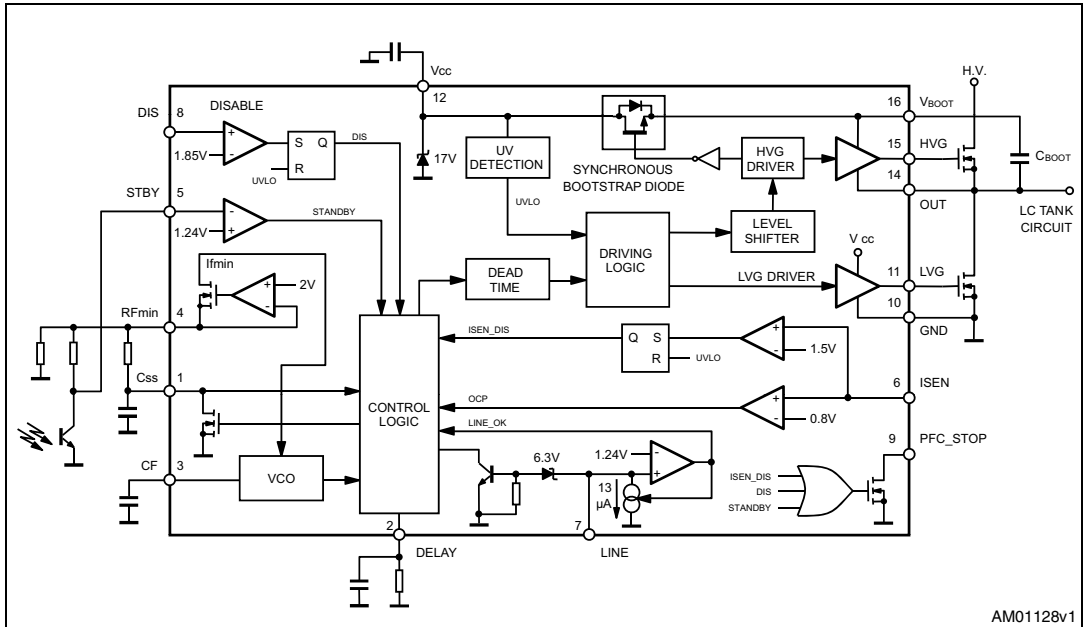 Vcc
H.V.
12
DIS
8
DISABLE
16
VBOOT
+
-
1.85V
S
Q
R
DIS
UVLO
17V
UV
DETECTION
SYNCHRONOUS
BOOTSTRAP DIODE
HVG
DRIVER
15
HVG
CBOOT
14
OUT
LC TANK
CIRCUIT
STBY
5
-
1.24V
+
STANDBY
UVLO
LEVEL
SHIFTER
DRIVING
LOGIC
V cc
Ifmin
+
2V
-
DEAD
TIME
LVG DRIVER
11
LVG
10
GND
RFmin
4
ISEN_DIS
Q
S
R
UVLO
+
-
1.5V
Css
1
6
ISEN
CONTROL
LOGIC
OCP
+
-
0.8V
LINE_OK
9
PFC_STOP
CF
3
VCO
6.3V
1.24V
-
+
13
µA
ISEN_DIS
DIS
STANDBY
2
DELAY
7
LINE
AM01128v1